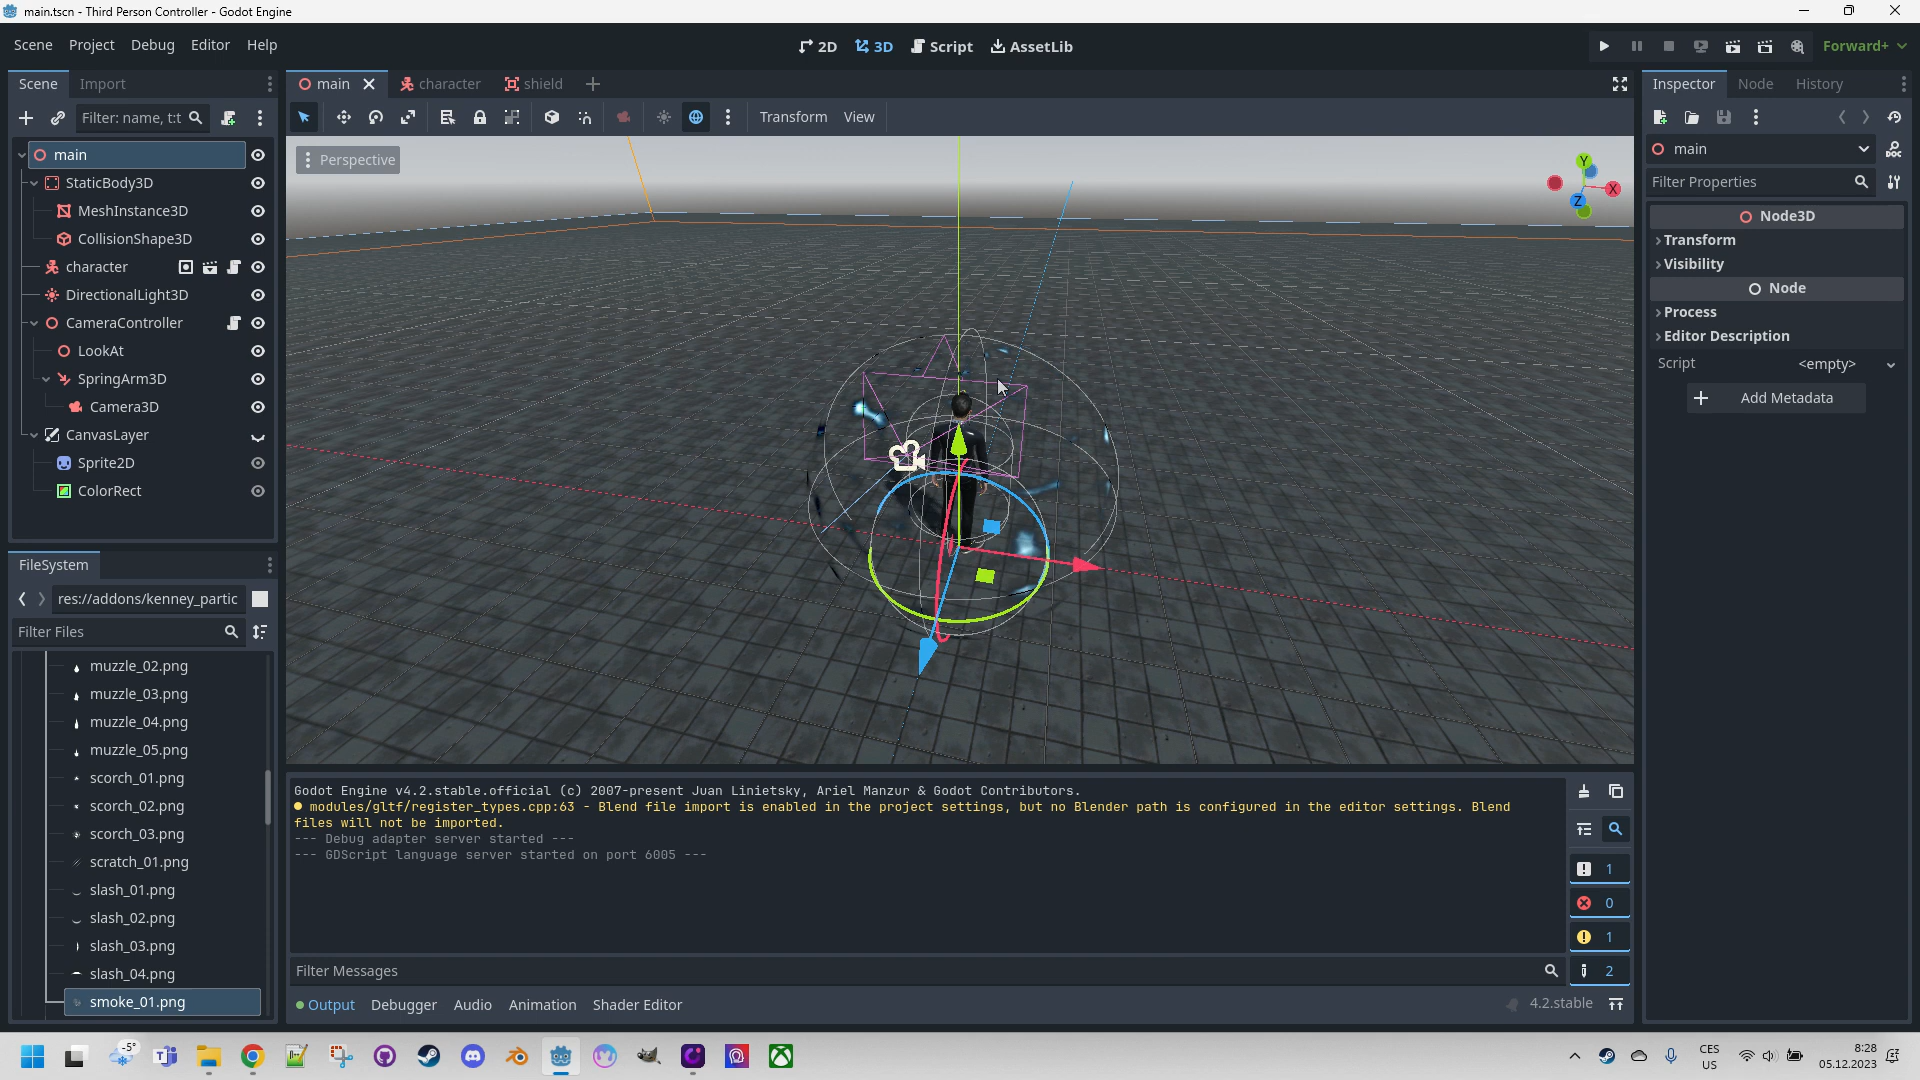 main.tscn - Third Person Controller - Godot Engine
Scene Project Debug Editor Help
2D 3D Script AssetLib
Forward+
Scene Import
main character shield
Inspector Node History
Filter: name, t:t
Transform View
main
StaticBody3D
MeshInstance3D
CollisionShape3D
character
DirectionalLight3D
CameraController
LookAt
SpringArm3D
Camera3D
CanvasLayer
Sprite2D
ColorRect
Perspective
Y
X
Z
main
DOC
Filter Properties
Node3D
Transform
Visibility
Node
Process
Editor Description
Script <empty>
Add Metadata
FileSystem
res://addons/kenney_partic
Filter Files
muzzle_02.png
muzzle_03.png
muzzle_04.png
muzzle_05.png
scorch_01.png
scorch_02.png
scorch_03.png
scratch_01.png
slash_01.png
slash_02.png
slash_03.png
slash_04.png
smoke_01.png
Godot Engine v4.2.stable.official (c) 2007-present Juan Linietsky, Ariel Manzur & Godot Contributors.
modules/gltf/register_types.cpp:63 - Blend file import is enabled in the project settings, but no Blender path is configured in the editor settings. Blend
files will not be imported.
--- Debug adapter server started ---
--- GDScript language server started on port 6005 ---
1
0
1
2
Filter Messages
Output Debugger Audio Animation Shader Editor
4.2.stable
-5°
CES
US
8:28
05.12.2023